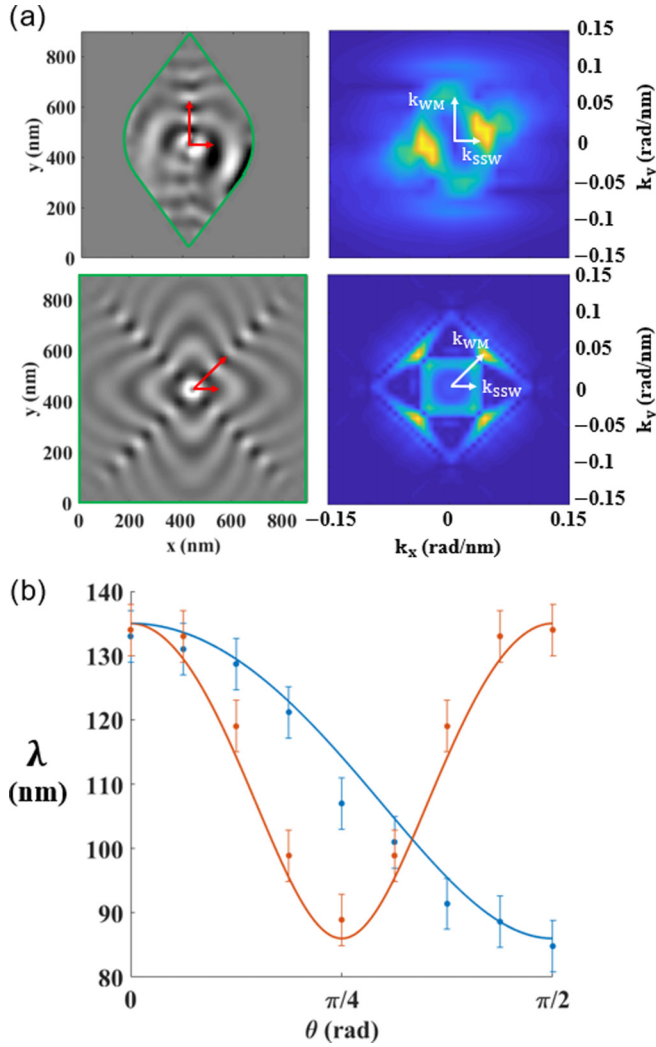 (a)
800
600
400
200
0
y (nm)
k_WM
k_SSW
0.15
0.1
0.05
0
−0.05
−0.1
−0.15
k_y (rad/nm)
800
600
400
200
0
y (nm)
0 200 400 600 800
x (nm)
k_WM
k_SSW
0.15
0.1
0.05
0
−0.05
−0.1
−0.15
k_y (rad/nm)
−0.15 0 0.15
k_x (rad/nm)
(b)
140
130
120
110
100
90
80
λ
(nm)
0 π/4 π/2
θ (rad)